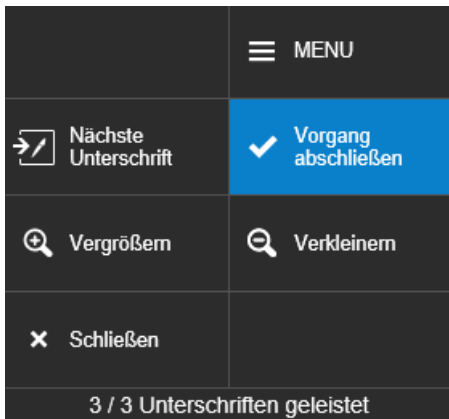 MENU
Nächste
Unterschrift
Vorgang
abschließen
Vergrößern
Verkleinern
Schließen
3 / 3 Unterschriften geleistet